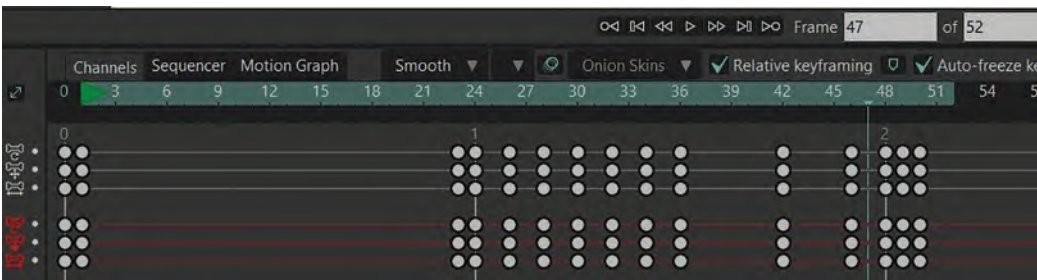 Frame 47 of 52
Channels Sequencer Motion Graph Smooth Onion Skins Relative keyframing Auto-freeze ke
0 3 6 9 12 15 18 21 24 27 30 33 36 39 42 45 48 51 54 5
0 1 2